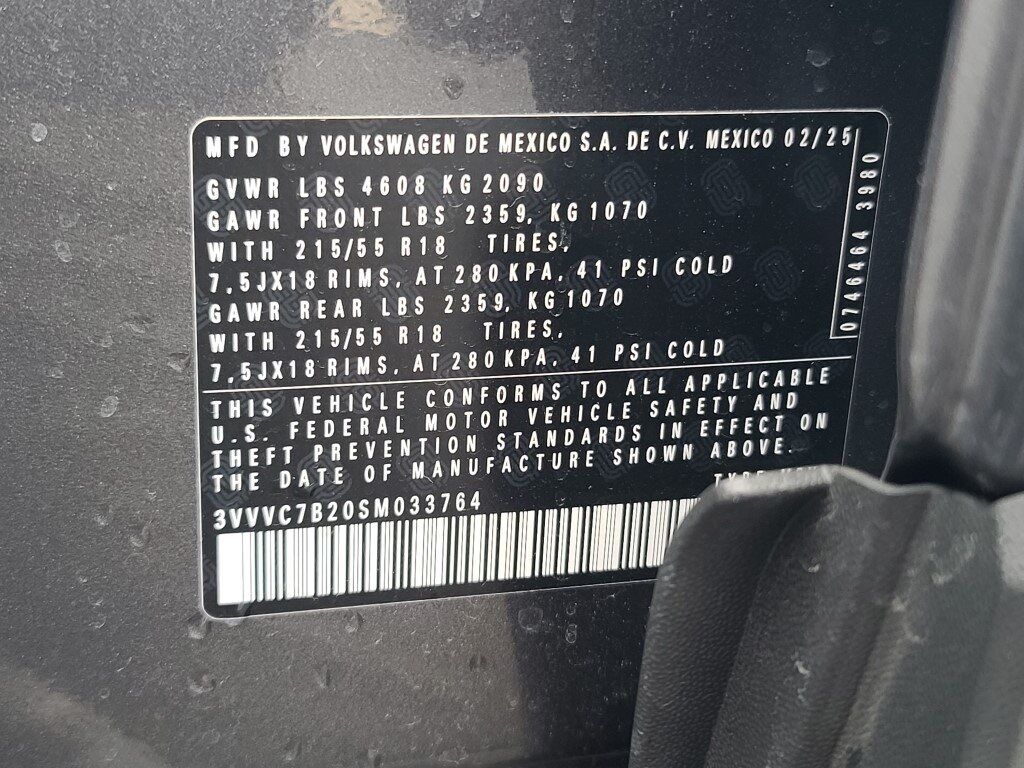 MFD BY VOLKSWAGEN DE MEXICO S.A. DE C.V. MEXICO 02/25
GVWR LBS 4608 KG 2090
GAWR FRONT LBS 2359, KG 1070
WITH 215/55 R18 TIRES,
7,5JX18 RIMS, AT 280 KPA, 41 PSI COLD
GAWR REAR LBS 2359, KG 1070
WITH 215/55 R18 TIRES,
7,5JX18 RIMS, AT 280 KPA, 41 PSI COLD
0746464 3980
THIS VEHICLE CONFORMS TO ALL APPLICABLE
U.S. FEDERAL MOTOR VEHICLE SAFETY AND
THEFT PREVENTION STANDARDS IN EFFECT ON
THE DATE OF MANUFACTURE SHOWN ABOVE.
3VVVC7B20SM033764